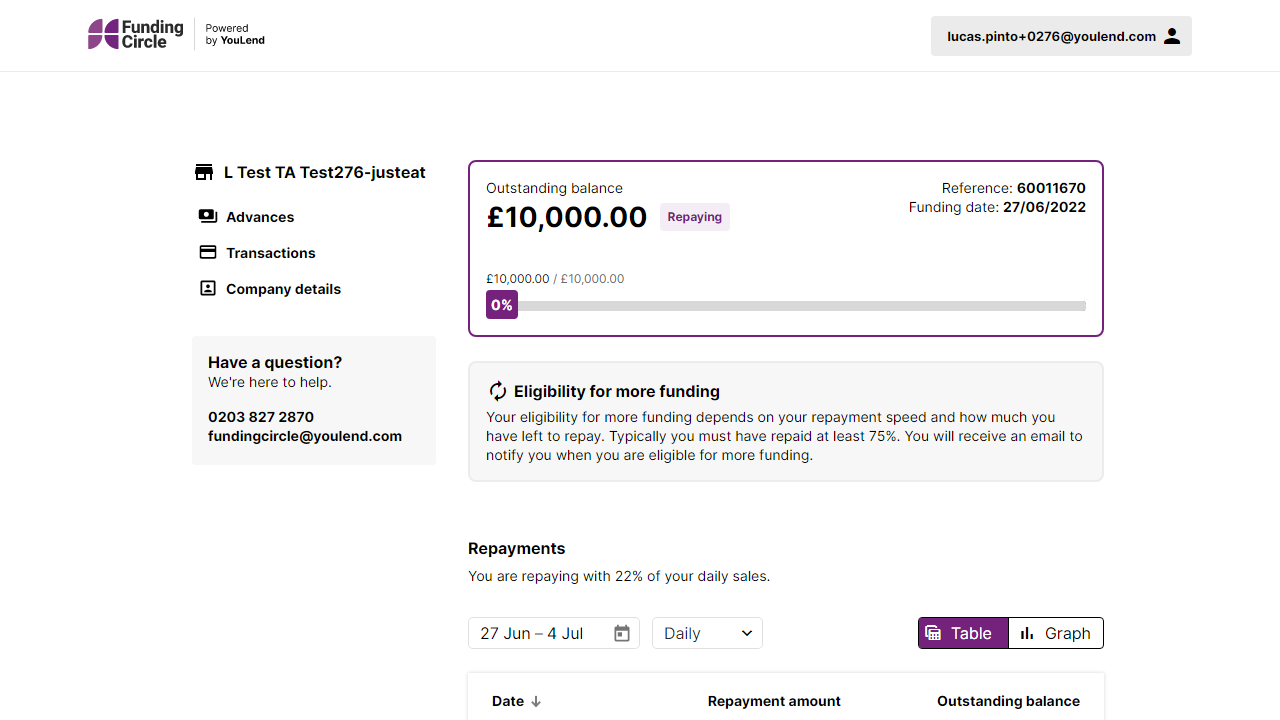 Funding Circle
Powered by YouLend
lucas.pinto+0276@youlend.com
L Test TA Test276-justeat
Advances
Transactions
Company details
Have a question?
We're here to help.
0203 827 2870
fundingcircle@youlend.com
Outstanding balance
£10,000.00 Repaying
Reference: 60011670
Funding date: 27/06/2022
£10,000.00 / £10,000.00
0%
Eligibility for more funding
Your eligibility for more funding depends on your repayment speed and how much you
have left to repay. Typically you must have repaid at least 75%. You will receive an email to
notify you when you are eligible for more funding.
Repayments
You are repaying with 22% of your daily sales.
27 Jun – 4 Jul Daily Table Graph
Date Repayment amount Outstanding balance